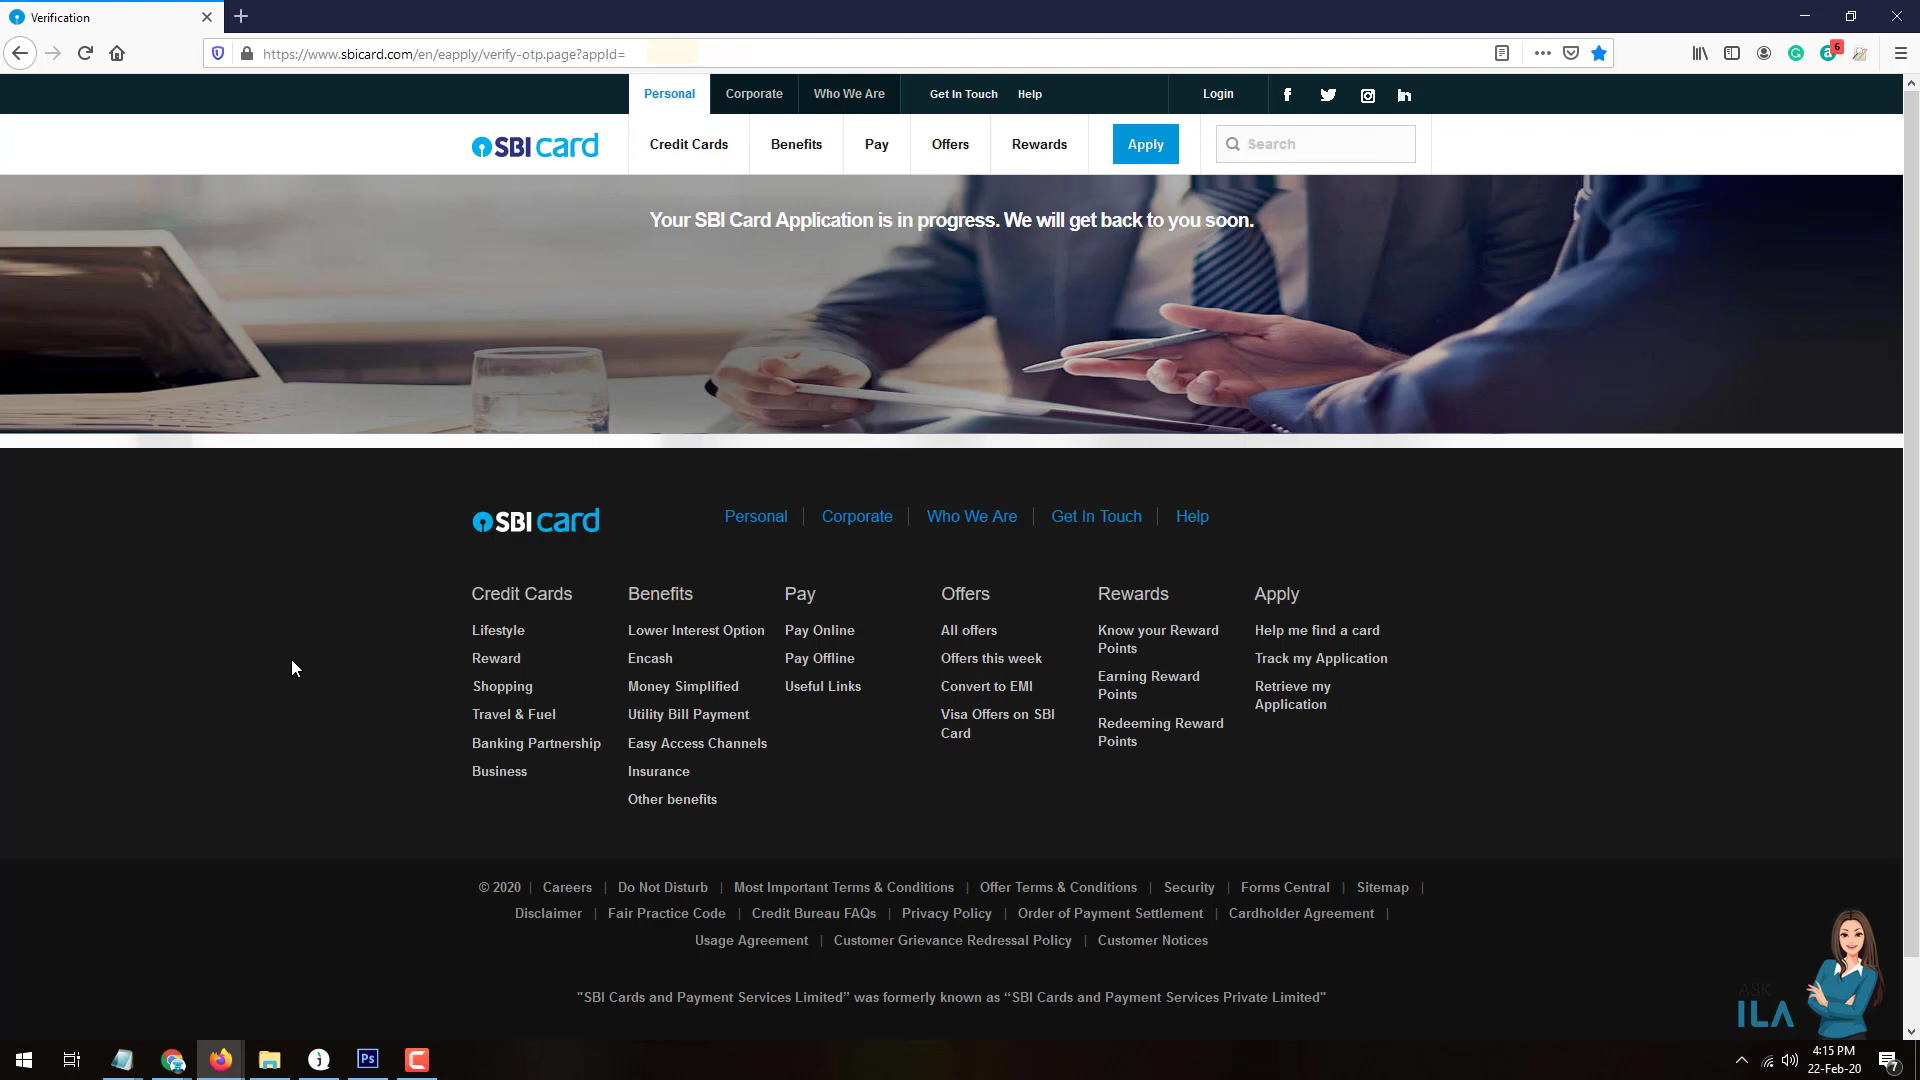 Verification
https://www.sbicard.com/en/eapply/verify-otp.page?appId=
6
Personal
Corporate
Who We Are
Get In Touch
Help
Login
SBI card
Credit Cards
Benefits
Pay
Offers
Rewards
Apply
Search
Your SBI Card Application is in progress. We will get back to you soon.
SBI card
Personal
Corporate
Who We Are
Get In Touch
Help
Credit Cards
Lifestyle
Reward
Shopping
Travel & Fuel
Banking Partnership
Business
Benefits
Lower Interest Option
Encash
Money Simplified
Utility Bill Payment
Easy Access Channels
Insurance
Other benefits
Pay
Pay Online
Pay Offline
Useful Links
Offers
All offers
Offers this week
Convert to EMI
Visa Offers on SBI
Card
Rewards
Know your Reward
Points
Earning Reward
Points
Redeeming Reward
Points
Apply
Help me find a card
Track my Application
Retrieve my
Application
© 2020 | Careers | Do Not Disturb | Most Important Terms & Conditions | Offer Terms & Conditions | Security | Forms Central | Sitemap |
Disclaimer | Fair Practice Code | Credit Bureau FAQs | Privacy Policy | Order of Payment Settlement | Cardholder Agreement |
Usage Agreement | Customer Grievance Redressal Policy | Customer Notices
"SBI Cards and Payment Services Limited” was formerly known as “SBI Cards and Payment Services Private Limited"
ASK
ILA
Ps
4:15 PM
22-Feb-20
7